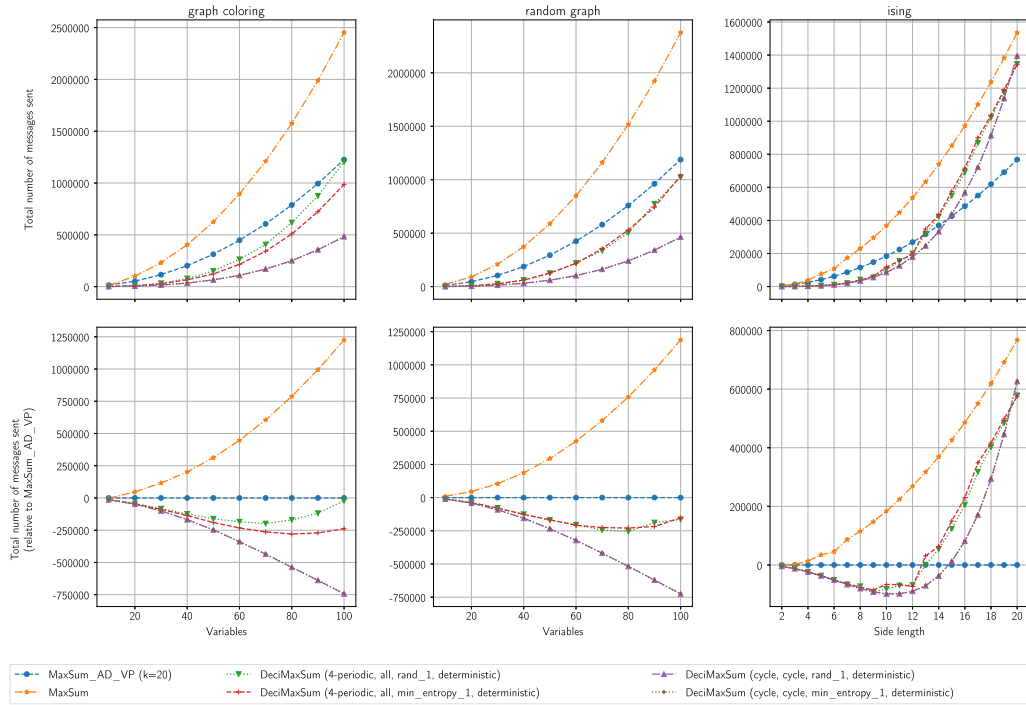 graph coloring
random graph
ising
Total number of messages sent
2500000
2000000
1500000
1000000
500000
0
2000000
1500000
1000000
500000
0
1600000
1400000
1200000
1000000
800000
600000
400000
200000
0
Total number of messages sent
(relative to MaxSum_AD_VP)
1250000
1000000
750000
500000
250000
0
-250000
-500000
-750000
20 40 60 80 100
Variables
1250000
1000000
750000
500000
250000
0
-250000
-500000
-750000
20 40 60 80 100
Variables
800000
600000
400000
200000
0
2 4 6 8 10 12 14 16 18 20
Side length
MaxSum_AD_VP (k=20)
MaxSum
DeciMaxSum (4-periodic, all, rand_1, deterministic)
DeciMaxSum (4-periodic, all, min_entropy_1, deterministic)
DeciMaxSum (cycle, cycle, rand_1, deterministic)
DeciMaxSum (cycle, cycle, min_entropy_1, deterministic)